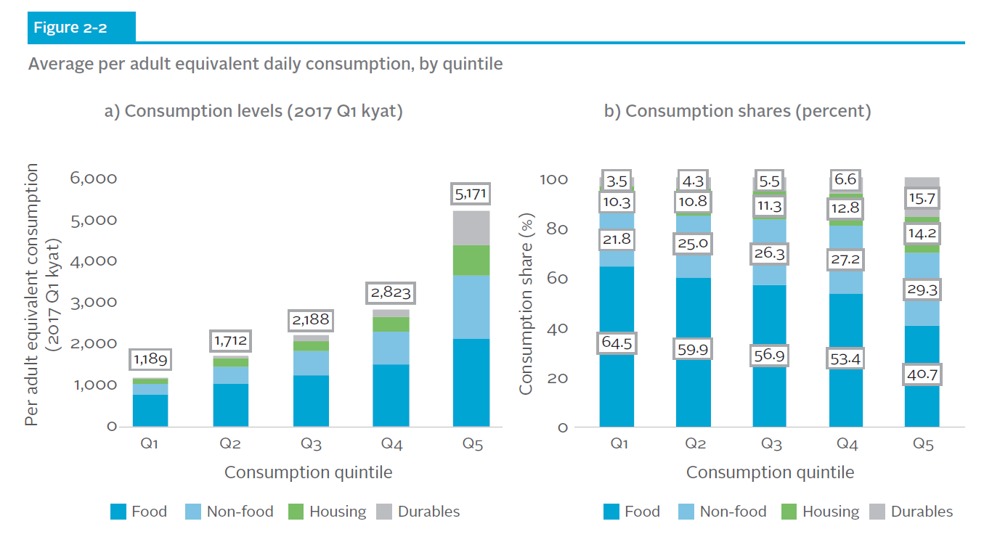 Figure 2-2
Average per adult equivalent daily consumption, by quintile
a) Consumption levels (2017 Q1 kyat)
Per adult equivalent consumption
(2017 Q1 kyat)
6,000
5,000
4,000
3,000
2,000
1,000
0
1,189
1,712
2,188
2,823
5,171
Q1 Q2 Q3 Q4 Q5
Consumption quintile
Food Non-food Housing Durables
b) Consumption shares (percent)
Consumption share (%)
100
80
60
40
20
0
3.5 4.3 5.5 6.6 15.7
10.3 10.8 11.3 12.8 14.2
21.8 25.0 26.3 27.2 29.3
64.5 59.9 56.9 53.4 40.7
Q1 Q2 Q3 Q4 Q5
Consumption quintile
Food Non-food Housing Durables